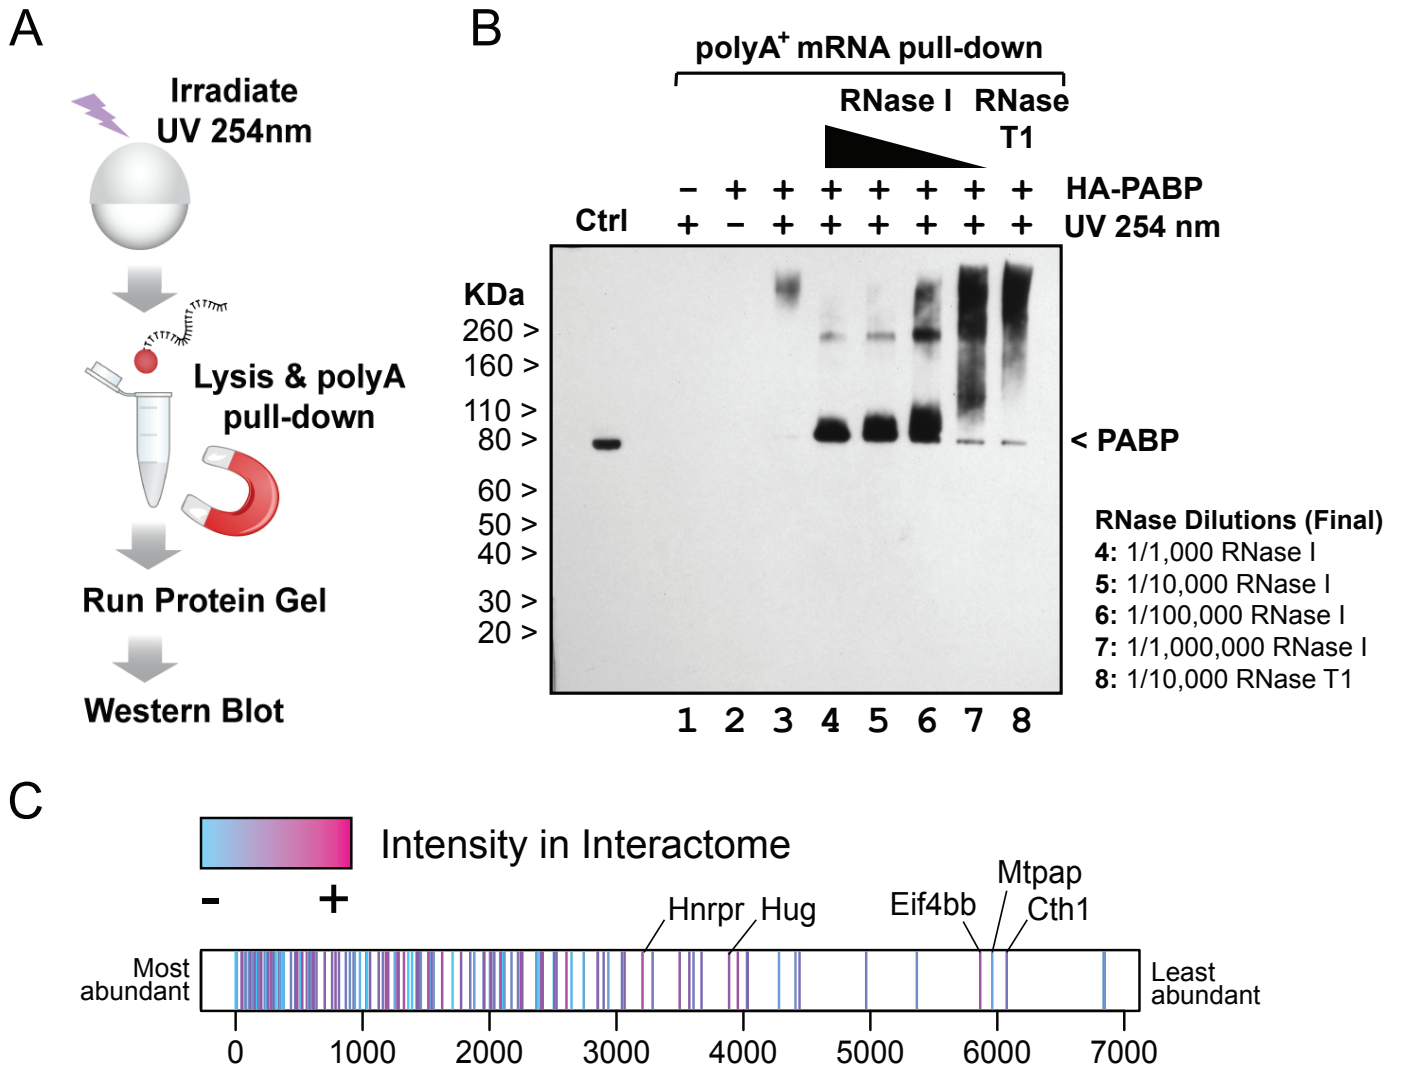 A
Irradiate
UV 254nm
Lysis & polyA
pull-down
Run Protein Gel
Western Blot
B
polyA+ mRNA pull-down
RNase I RNase
T1
− + + + + + + + HA-PABP
Ctrl + − + + + + + + UV 254 nm
KDa
260 >
160 >
110 >
80 >
< PABP
60 >
50 >
40 >
30 >
20 >
1 2 3 4 5 6 7 8
RNase Dilutions (Final)
4: 1/1,000 RNase I
5: 1/10,000 RNase I
6: 1/100,000 RNase I
7: 1/1,000,000 RNase I
8: 1/10,000 RNase T1
C
Intensity in Interactome
- +
Hnrpr Hug Eif4bb Mtpap Cth1
Most
abundant
Least
abundant
0 1000 2000 3000 4000 5000 6000 7000